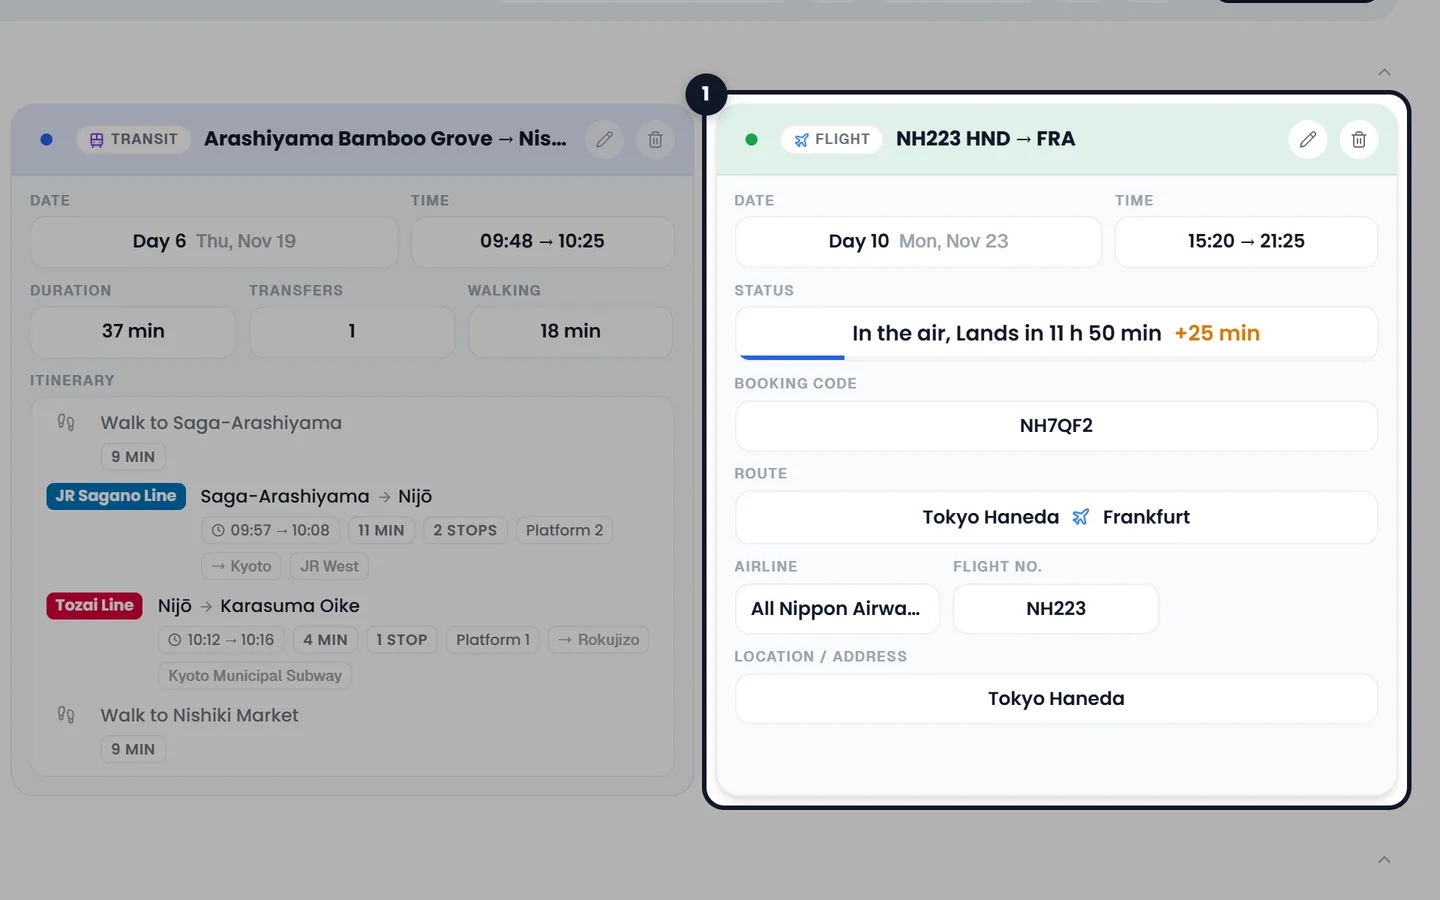 1
TRANSIT Arashiyama Bamboo Grove → Nis...
DATE TIME
Day 6 Thu, Nov 19 09:48 → 10:25
DURATION TRANSFERS WALKING
37 min 1 18 min
ITINERARY
Walk to Saga-Arashiyama
9 MIN
JR Sagano Line Saga-Arashiyama → Nijō
09:57 → 10:08 11 MIN 2 STOPS Platform 2
→ Kyoto JR West
Tozai Line Nijō → Karasuma Oike
10:12 → 10:16 4 MIN 1 STOP Platform 1 → Rokujizo
Kyoto Municipal Subway
Walk to Nishiki Market
9 MIN
FLIGHT NH223 HND → FRA
DATE TIME
Day 10 Mon, Nov 23 15:20 → 21:25
STATUS
In the air, Lands in 11 h 50 min +25 min
BOOKING CODE
NH7QF2
ROUTE
Tokyo Haneda Frankfurt
AIRLINE FLIGHT NO.
All Nippon Airwa... NH223
LOCATION / ADDRESS
Tokyo Haneda